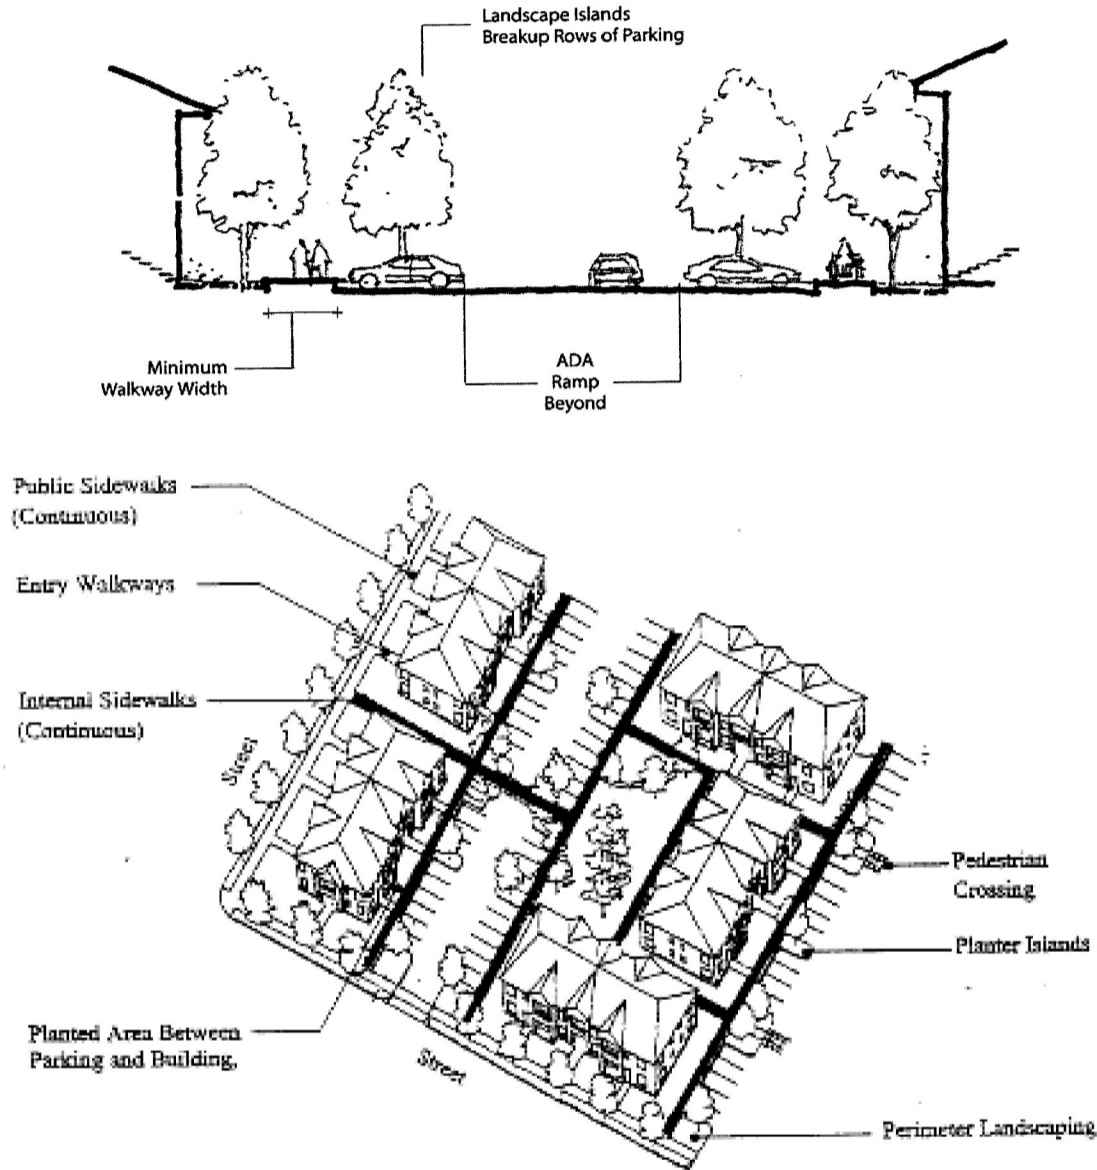 Landscape Islands
Breakup Rows of Parking
Minimum
Walkway Width
ADA
Ramp
Beyond
Public Sidewalks
(Continuous)
Entry Walkways
Internal Sidewalks
(Continuous)
Street
Pedestrian
Crossing
Planter Islands
Planted Area Between
Parking and Building,
Street
Perimeter Landscaping